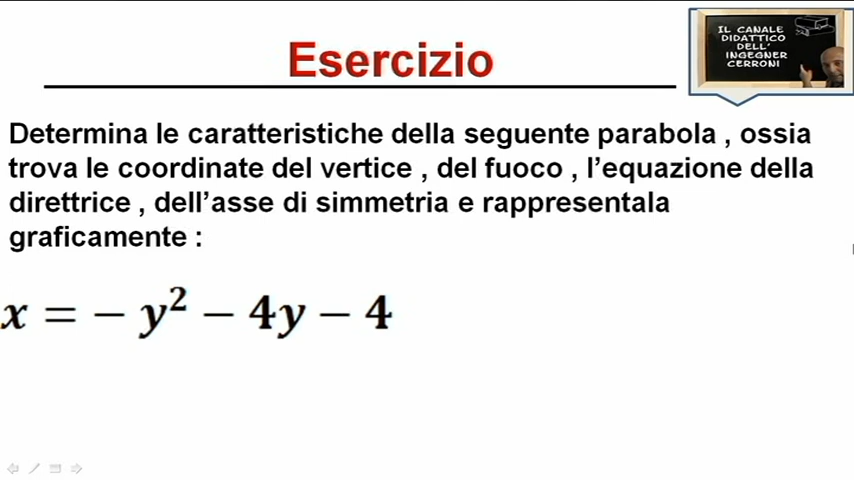 Esercizio
IL CANALE
DIDATTICO
DELL'
INGEGNER
CERRONI
Determina le caratteristiche della seguente parabola , ossia
trova le coordinate del vertice , del fuoco , l’equazione della
direttrice , dell’asse di simmetria e rappresentala
graficamente :
x = − y² − 4y − 4